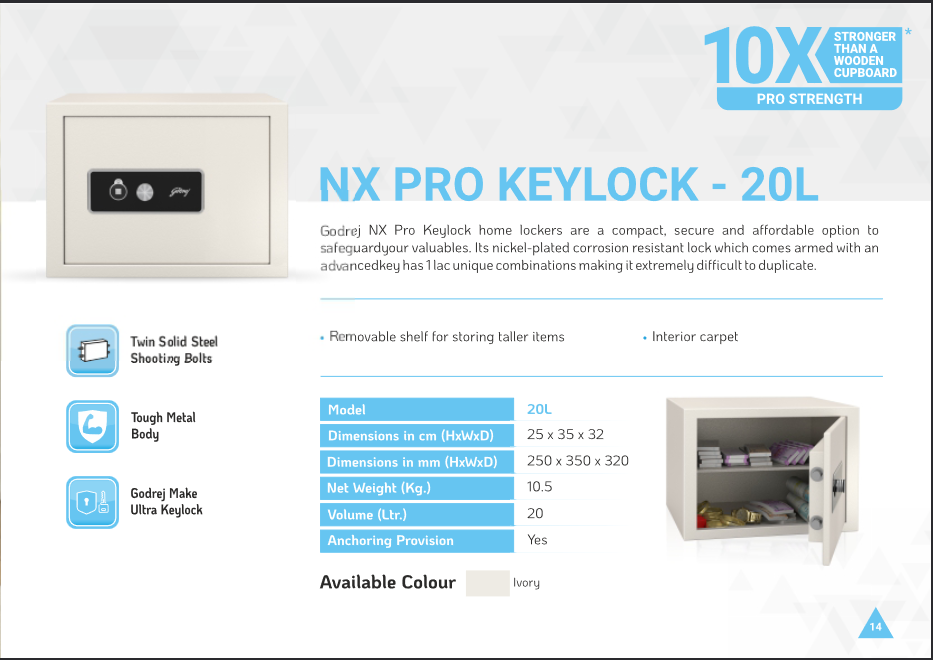 10X STRONGER
THAN A
WOODEN
CUPBOARD
*
PRO STRENGTH
Godrej
NX PRO KEYLOCK - 20L
Godrej NX Pro Keylock home lockers are a compact, secure and affordable option to
safeguardyour valuables. Its nickel-plated corrosion resistant lock which comes armed with an
advancedkey has 1 lac unique combinations making it extremely difficult to duplicate.
• Removable shelf for storing taller items
• Interior carpet
Twin Solid Steel
Shooting Bolts
Tough Metal
Body
Godrej Make
Ultra Keylock
Model 20L
Dimensions in cm (HxWxD) 25 x 35 x 32
Dimensions in mm (HxWxD) 250 x 350 x 320
Net Weight (Kg.) 10.5
Volume (Ltr.) 20
Anchoring Provision Yes
Available Colour Ivory
14